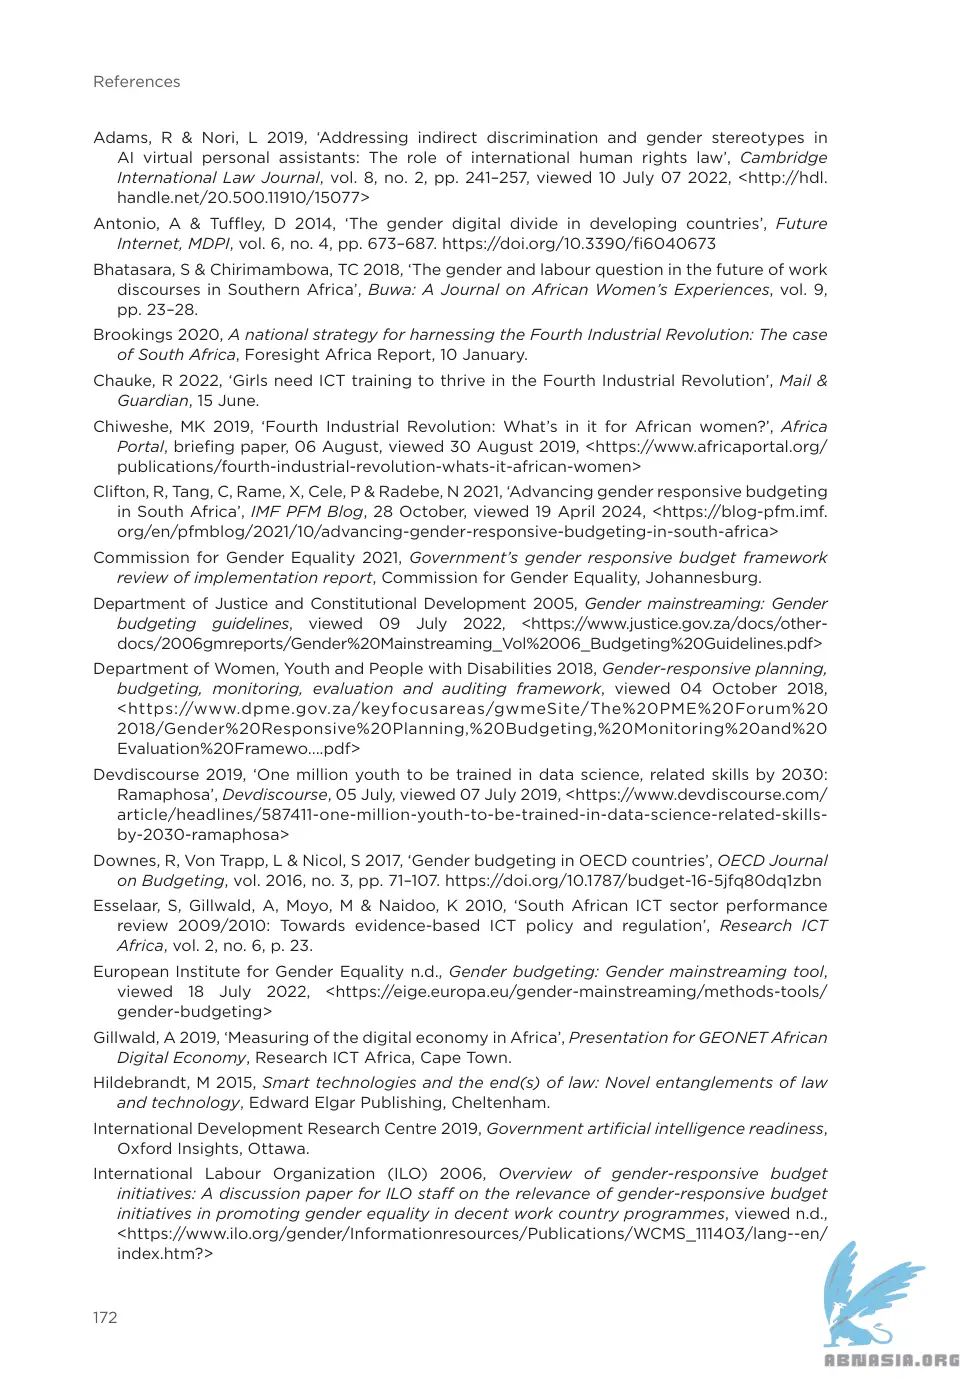 References
Adams, R & Nori, L 2019, ‘Addressing indirect discrimination and gender stereotypes in
AI virtual personal assistants: The role of international human rights law’, Cambridge
International Law Journal, vol. 8, no. 2, pp. 241–257, viewed 10 July 07 2022, <http://hdl.
handle.net/20.500.11910/15077>
Antonio, A & Tuffley, D 2014, ‘The gender digital divide in developing countries’, Future
Internet, MDPI, vol. 6, no. 4, pp. 673–687. https://doi.org/10.3390/fi6040673
Bhatasara, S & Chirimambowa, TC 2018, ‘The gender and labour question in the future of work
discourses in Southern Africa’, Buwa: A Journal on African Women’s Experiences, vol. 9,
pp. 23–28.
Brookings 2020, A national strategy for harnessing the Fourth Industrial Revolution: The case
of South Africa, Foresight Africa Report, 10 January.
Chauke, R 2022, ‘Girls need ICT training to thrive in the Fourth Industrial Revolution’, Mail &
Guardian, 15 June.
Chiweshe, MK 2019, ‘Fourth Industrial Revolution: What’s in it for African women?’, Africa
Portal, briefing paper, 06 August, viewed 30 August 2019, <https://www.africaportal.org/
publications/fourth-industrial-revolution-whats-it-african-women>
Clifton, R, Tang, C, Rame, X, Cele, P & Radebe, N 2021, ‘Advancing gender responsive budgeting
in South Africa’, IMF PFM Blog, 28 October, viewed 19 April 2024, <https://blog-pfm.imf.
org/en/pfmblog/2021/10/advancing-gender-responsive-budgeting-in-south-africa>
Commission for Gender Equality 2021, Government’s gender responsive budget framework
review of implementation report, Commission for Gender Equality, Johannesburg.
Department of Justice and Constitutional Development 2005, Gender mainstreaming: Gender
budgeting guidelines, viewed 09 July 2022, <https://www.justice.gov.za/docs/other-
docs/2006gmreports/Gender%20Mainstreaming_Vol%2006_Budgeting%20Guidelines.pdf>
Department of Women, Youth and People with Disabilities 2018, Gender-responsive planning,
budgeting, monitoring, evaluation and auditing framework, viewed 04 October 2018,
<https://www.dpme.gov.za/keyfocusareas/gwmeSite/The%20PME%20Forum%20
2018/Gender%20Responsive%20Planning,%20Budgeting,%20Monitoring%20and%20
Evaluation%20Framewo....pdf>
Devdiscourse 2019, ‘One million youth to be trained in data science, related skills by 2030:
Ramaphosa’, Devdiscourse, 05 July, viewed 07 July 2019, <https://www.devdiscourse.com/
article/headlines/587411-one-million-youth-to-be-trained-in-data-science-related-skills-
by-2030-ramaphosa>
Downes, R, Von Trapp, L & Nicol, S 2017, ‘Gender budgeting in OECD countries’, OECD Journal
on Budgeting, vol. 2016, no. 3, pp. 71–107. https://doi.org/10.1787/budget-16-5jfq80dq1zbn
Esselaar, S, Gillwald, A, Moyo, M & Naidoo, K 2010, ‘South African ICT sector performance
review 2009/2010: Towards evidence-based ICT policy and regulation’, Research ICT
Africa, vol. 2, no. 6, p. 23.
European Institute for Gender Equality n.d., Gender budgeting: Gender mainstreaming tool,
viewed 18 July 2022, <https://eige.europa.eu/gender-mainstreaming/methods-tools/
gender-budgeting>
Gillwald, A 2019, ‘Measuring of the digital economy in Africa’, Presentation for GEONET African
Digital Economy, Research ICT Africa, Cape Town.
Hildebrandt, M 2015, Smart technologies and the end(s) of law: Novel entanglements of law
and technology, Edward Elgar Publishing, Cheltenham.
International Development Research Centre 2019, Government artificial intelligence readiness,
Oxford Insights, Ottawa.
International Labour Organization (ILO) 2006, Overview of gender-responsive budget
initiatives: A discussion paper for ILO staff on the relevance of gender-responsive budget
initiatives in promoting gender equality in decent work country programmes, viewed n.d.,
<https://www.ilo.org/gender/Informationresources/Publications/WCMS_111403/lang--en/
index.htm?>
172
ABNASIA.ORG